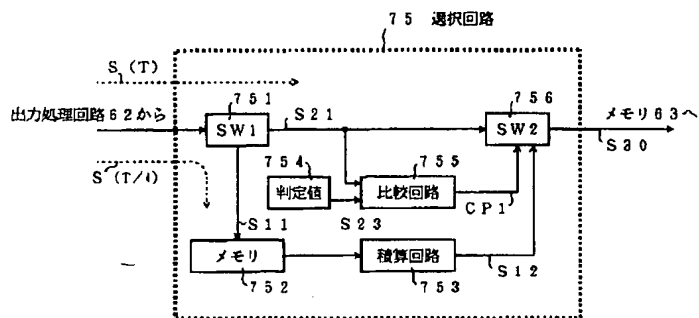 75 選択回路
S (T)
751
756
出力処理回路62から
SW1
S21
SW2
メモリ63へ
S30
754
755
S (T/i)
判定値
比較回路
CP1
S11
S23
メモリ
積算回路
S12
752
753